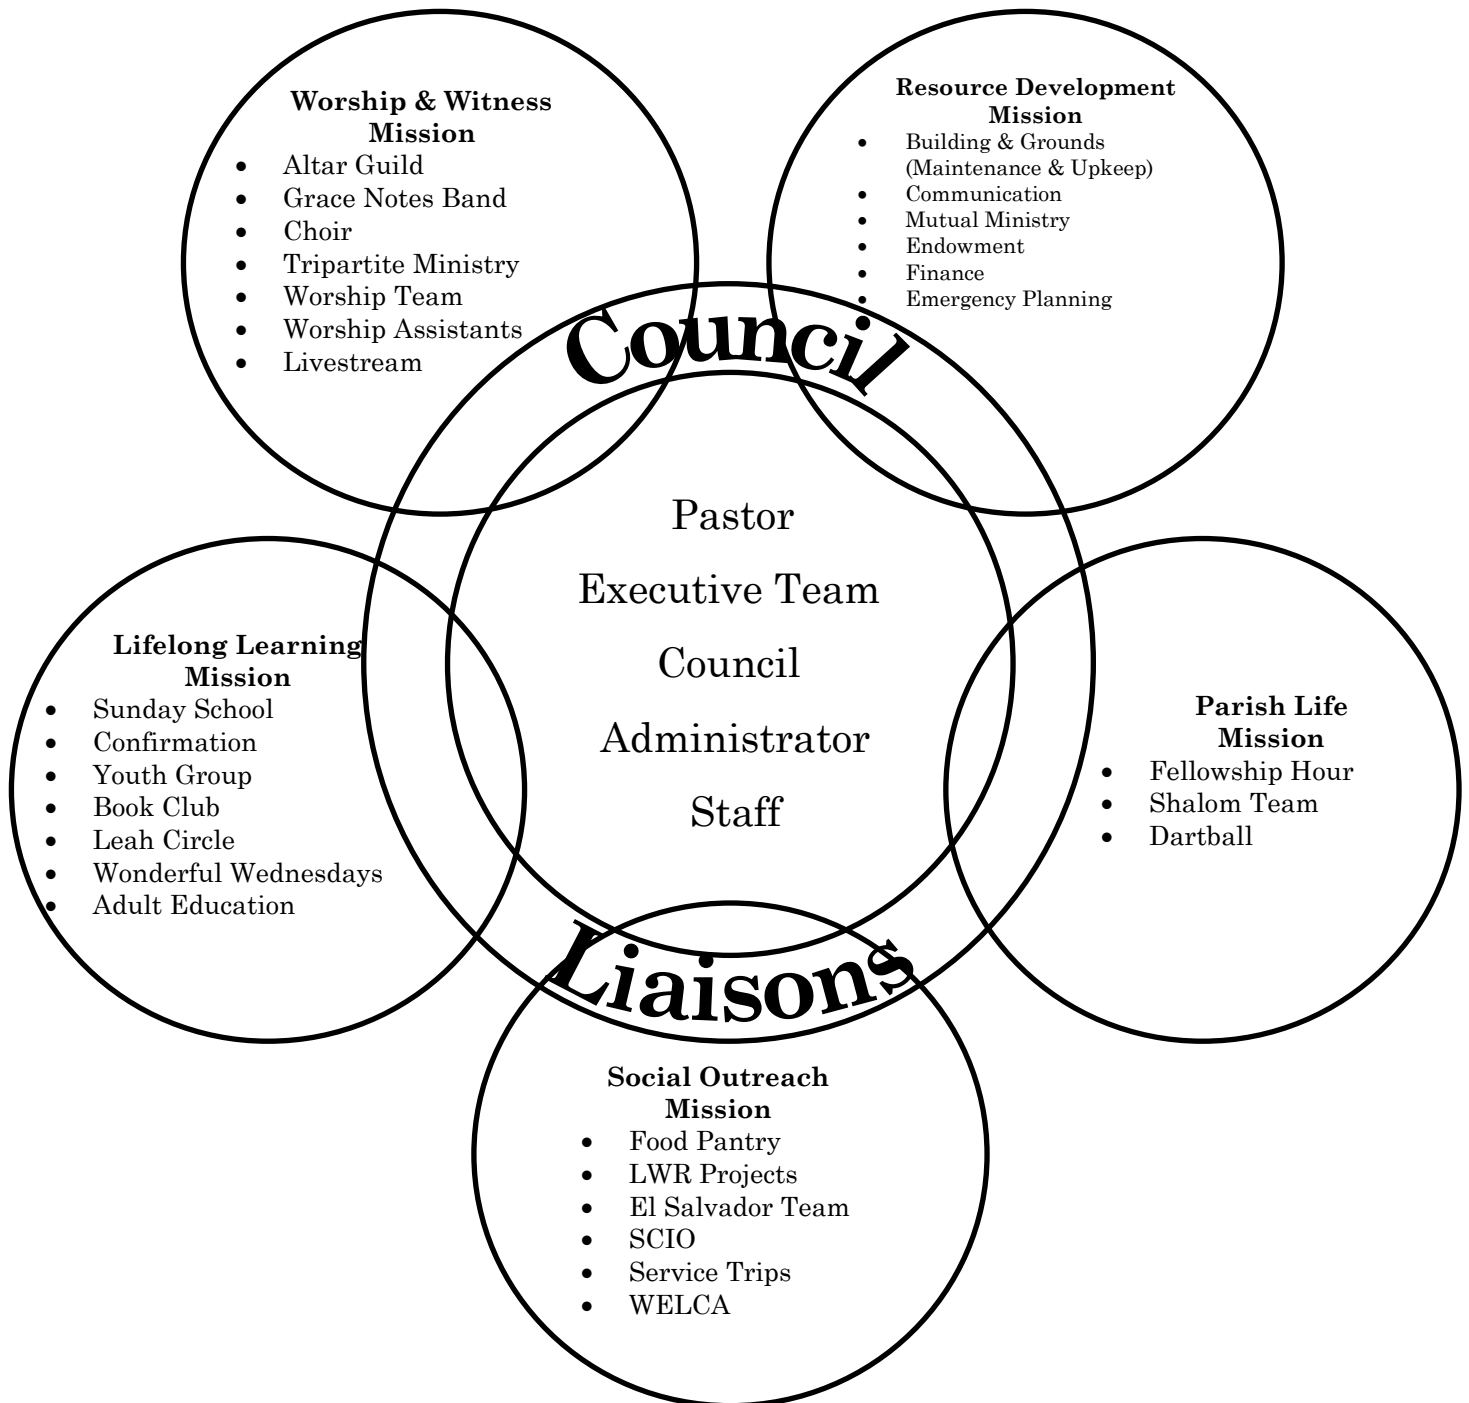 Worship & Witness
Mission
• Altar Guild
• Grace Notes Band
• Choir
• Tripartite Ministry
• Worship Team
• Worship Assistants
• Livestream
Resource Development
Mission
• Building & Grounds
(Maintenance & Upkeep)
• Communication
• Mutual Ministry
• Endowment
• Finance
• Emergency Planning
Council
Pastor
Executive Team
Council
Administrator
Staff
Lifelong Learning
Mission
• Sunday School
• Confirmation
• Youth Group
• Book Club
• Leah Circle
• Wonderful Wednesdays
• Adult Education
Parish Life
Mission
• Fellowship Hour
• Shalom Team
• Dartball
Liaisons
Social Outreach
Mission
• Food Pantry
• LWR Projects
• El Salvador Team
• SCIO
• Service Trips
• WELCA